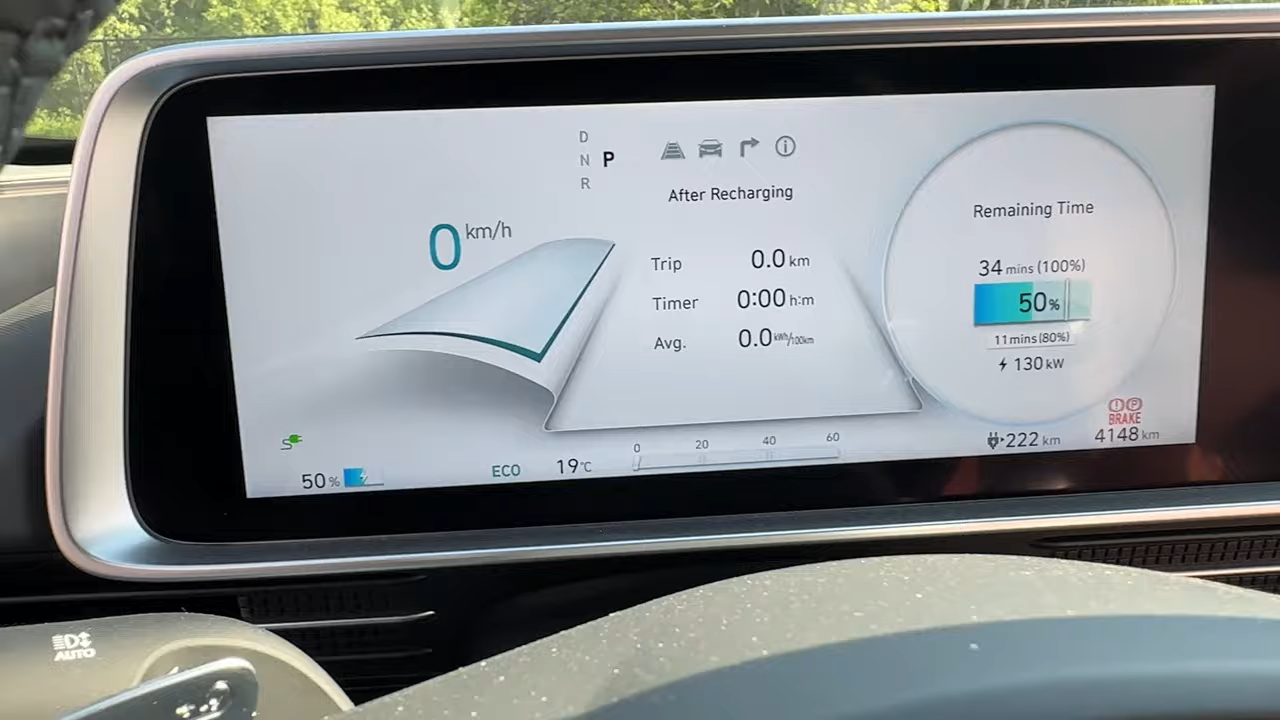 D
N P
R
After Recharging
0 km/h
Trip 0.0 km
Timer 0:00 h:m
Avg. 0.0 kWh/100km
Remaining Time
34 mins (100%)
50%
11mins(80%)
130 kW
BRAKE
50%
ECO
19°C
0 20 40 60
222 km
4148 km
AUTO